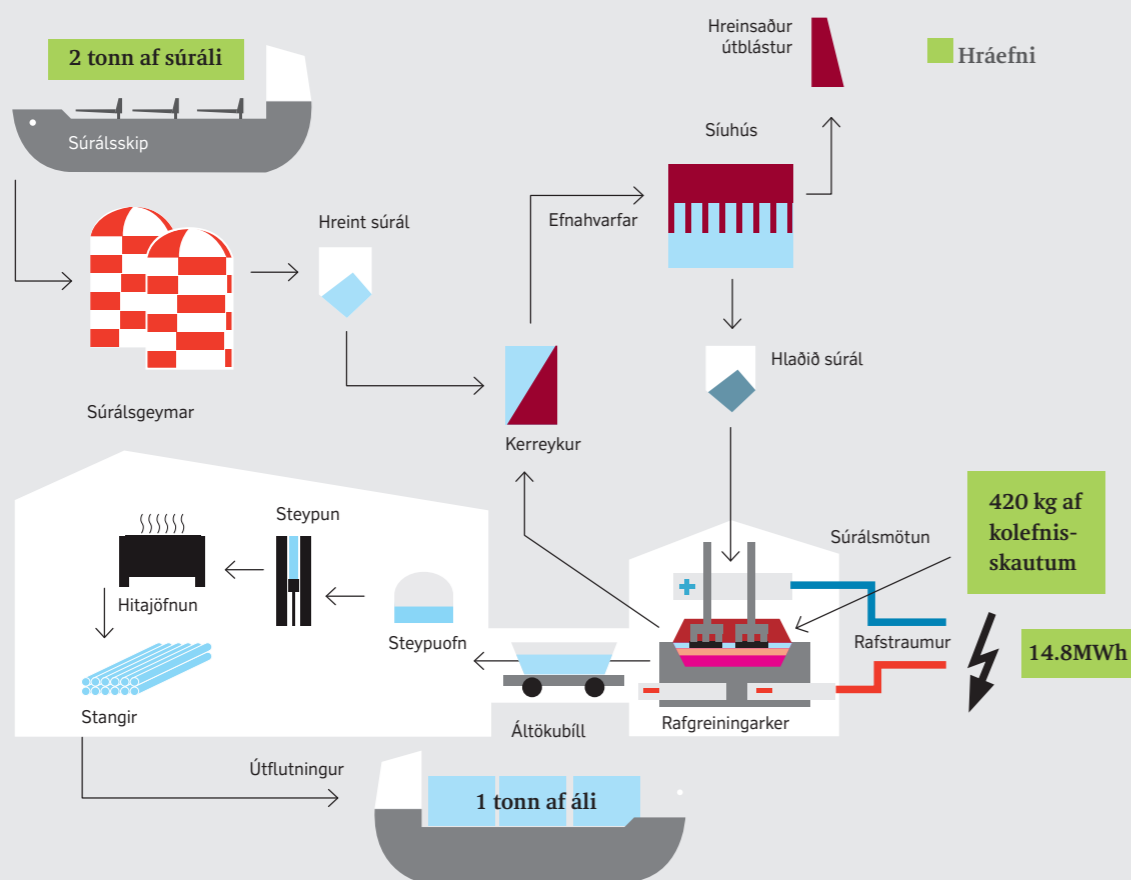 2 tonn af súráli
Súrálsskip
Hreinsaður
útblástur
Hráefni
Síuhús
Efnahvarfar
Hreint súrál
Súrálsgeymar
Hlaðið súrál
Kerreykur
Steypun
Hitajöfnun
Steypuofn
Stangir
Áltökubíll
Súrálsmötun
420 kg af
kolefnis-
skautum
+
Rafstraumur
14.8MWh
- -
Rafgreiningarker
Útflutningur
1 tonn af áli